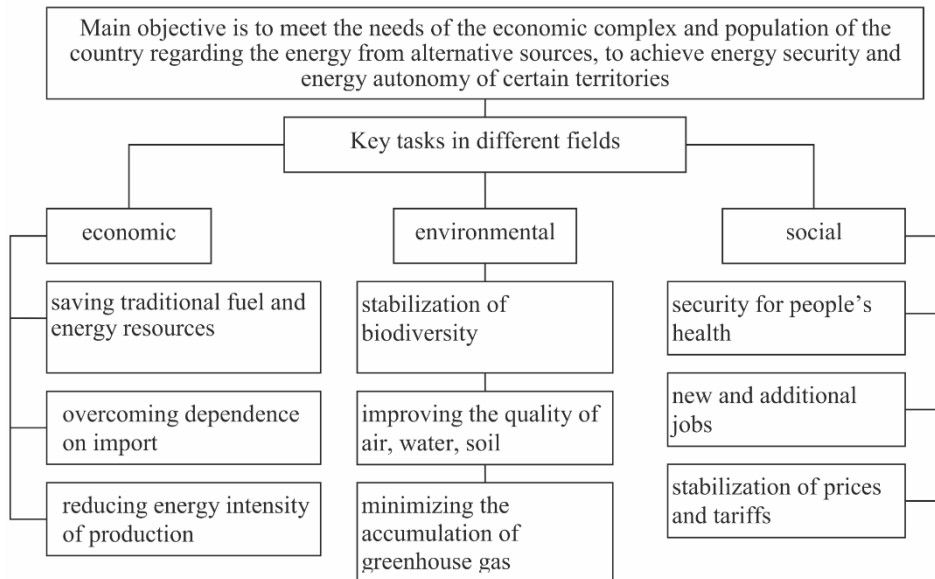 Main objective is to meet the needs of the economic complex and population of the
country regarding the energy from alternative sources, to achieve energy security and
energy autonomy of certain territories
Key tasks in different fields
economic
saving traditional fuel and
energy resources
overcoming dependence
on import
reducing energy intensity
of production
environmental
stabilization of
biodiversity
improving the quality of
air, water, soil
minimizing the
accumulation of
greenhouse gas
social
security for people’s
health
new and additional
jobs
stabilization of prices
and tariffs